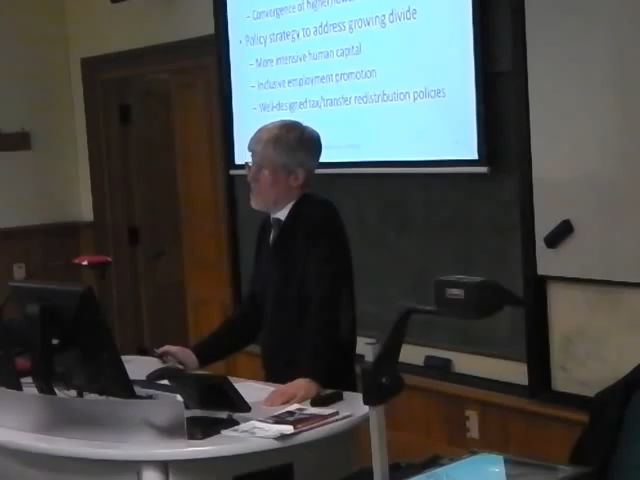 – Convergence of higher/lower
• Policy strategy to address growing divide
– More intensive human capital
– Inclusive employment promotion
– Well-designed tax/transfer redistribution policies